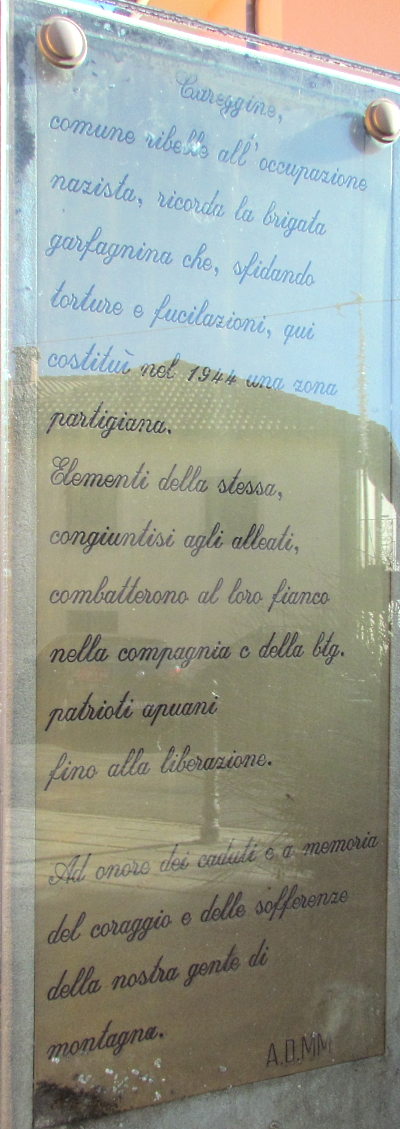 Careggine,
comune ribelle all'occupazione
nazista, ricorda la brigata
garfagnina che, sfidando
torture e fucilazioni, qui
costituì nel 1944 una zona
partigiana.
Elementi della stessa,
congiuntisi agli alleati,
combatterono al loro fianco
nella compagnia c della btg.
patrioti apuani
fino alla liberazione.
Ad onore dei caduti e a memoria
del coraggio e delle sofferenze
della nostra gente di
montagna.
A.D.MM